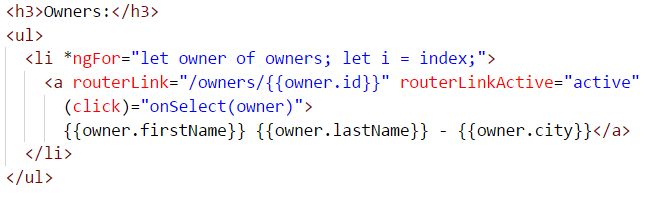 <h3>Owners:</h3>
<ul>
<li *ngFor="let owner of owners; let i = index;">
<a routerLink="/owners/{{owner.id}}" routerLinkActive="active"
(click)="onSelect(owner)">
{{owner.firstName}} {{owner.lastName}} - {{owner.city}}</a>
</li>
</ul>